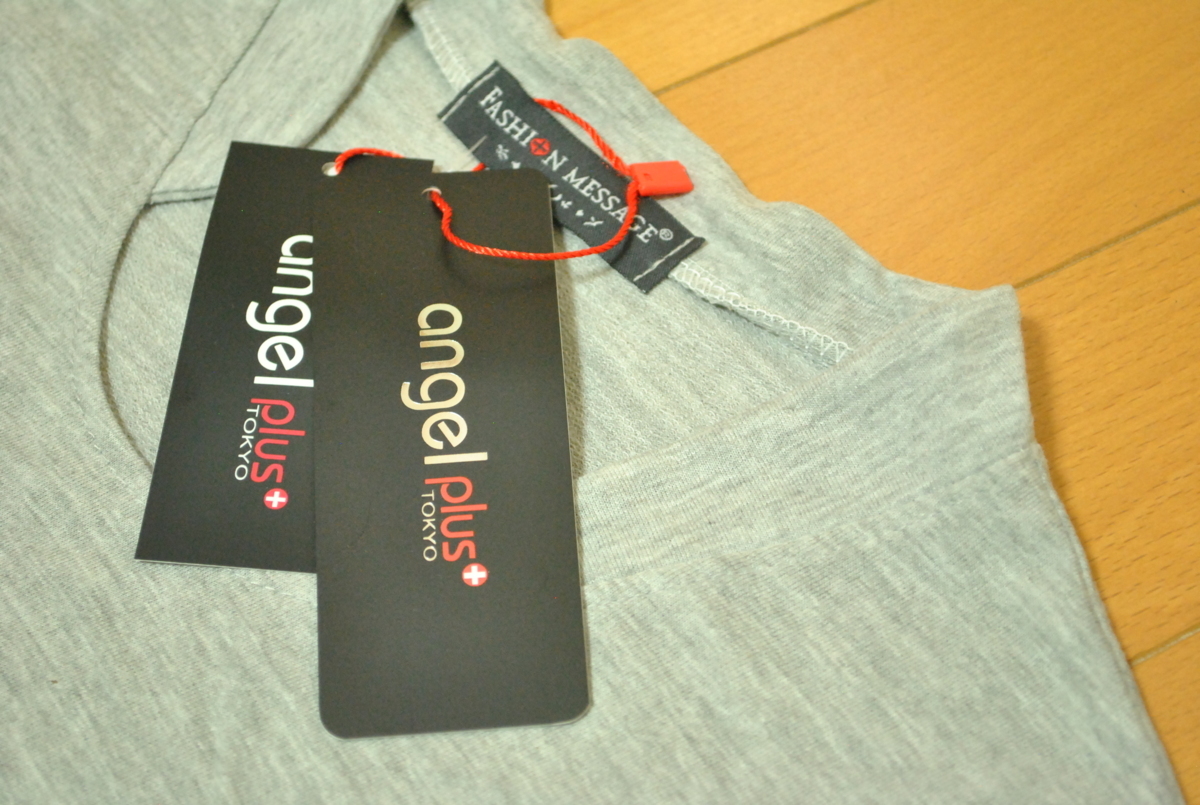 FASHION MESSAGE®
angel plus+
TOKYO
angel plus+
TOKYO